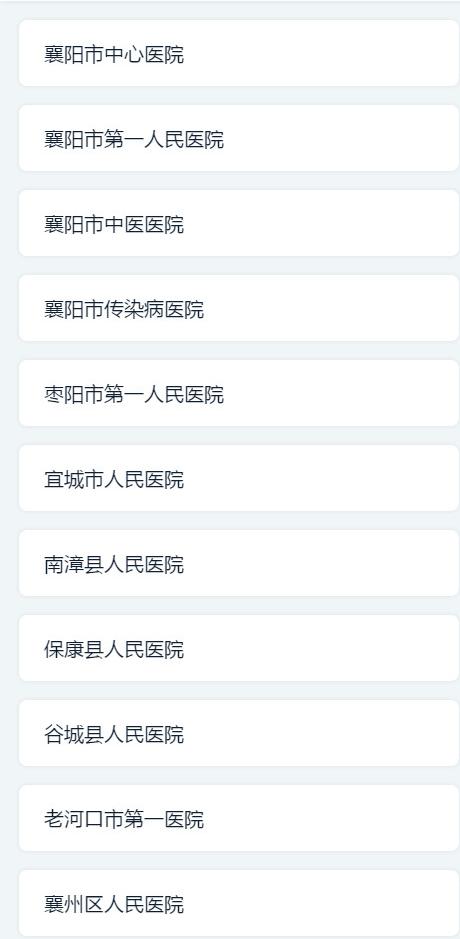 襄阳市中心医院
襄阳市第一人民医院
襄阳市中医医院
襄阳市传染病医院
枣阳市第一人民医院
宜城市人民医院
南漳县人民医院
保康县人民医院
谷城县人民医院
老河口市第一医院
襄州区人民医院